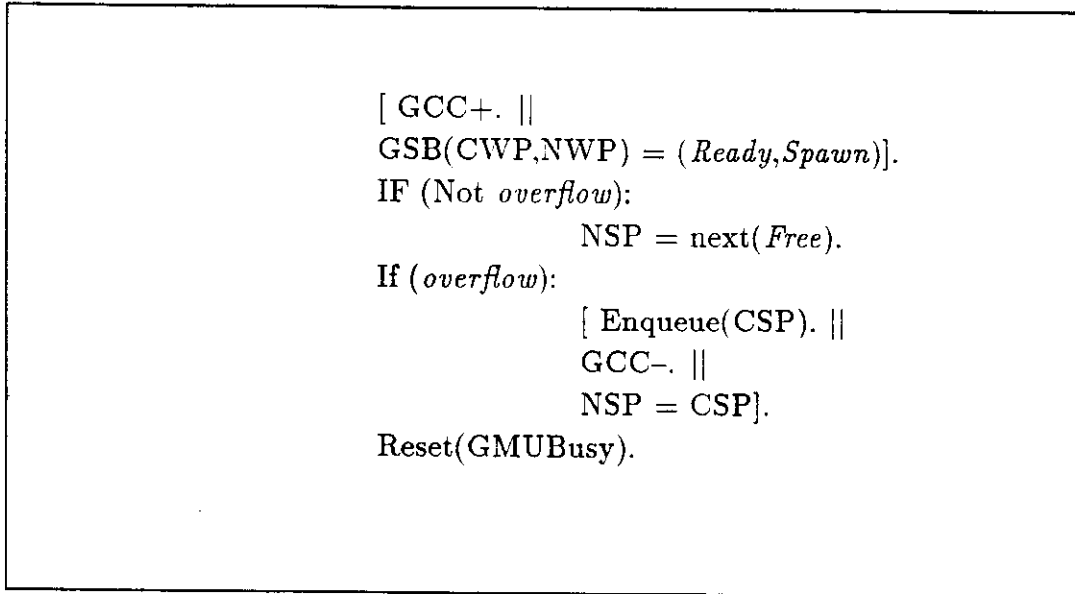 [ GCC+. ||
GSB(CWP,NWP) = (Ready,Spawn)].
IF (Not overflow):
NSP = next(Free).
If (overflow):
[ Enqueue(CSP). ||
GCC–. ||
NSP = CSP].
Reset(GMUBusy).